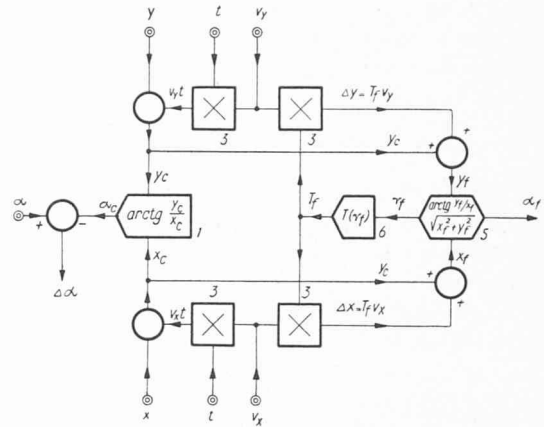 y t v_y
v_y t
Δy = T_f v_y
3 3
+ +
y_c
y_c y_f
α α_c arctg y_c/x_c T_f T(r_f) r_f arctg y_f/x_f α_f
√x_f²+y_f²
+ - 1 6 5
x_c x_f
y_c
Δα 3 3 + +
v_x t
Δx = T_f v_x
x t v_x